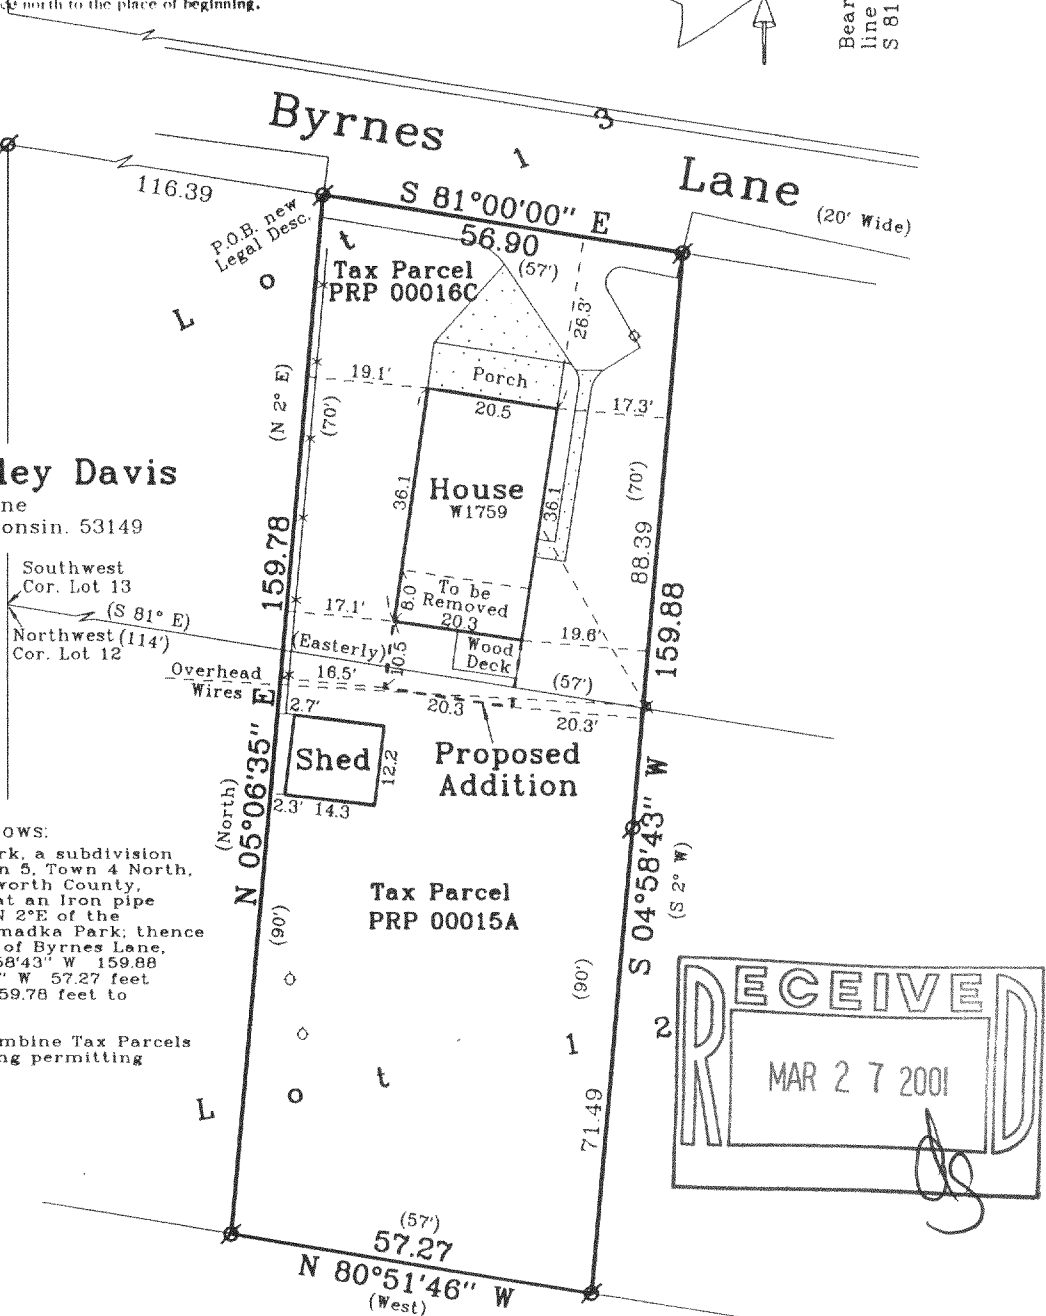 north to the place of beginning.
Bear
line
S 81
Byrnes Lane
(20' Wide)
L o t 1 3
116.39
S 81°00'00" E
56.90
(57')
P.O.B. new
Legal Desc.
Tax Parcel
PRP 00016C
26.3'
19.1'
Porch
20.5
17.3'
(N 2° E)
(70')
(70')
36.1
House
W1759
36.1
88.39
ley Davis
ne
onsin. 53149
159.78
159.88
Southwest
Cor. Lot 13
(S 81° E)
Northwest (114')
Cor. Lot 12
8.0
To be
Removed
20.3
17.1'
19.6'
(Easterly)
10.5
Wood
Deck
(57')
Overhead
Wires
16.5'
20.3
20.3'
2.7'
Shed
12.2
2.3' 14.3
Proposed
Addition
N 05°06'35" E
(North)
S 04°58'43" W
(S 2° W)
ows:
rk, a subdivision
n 5, Town 4 North,
worth County,
at an Iron pipe
N 2°E of the
madka Park; thence
of Byrnes Lane,
58'43" W 159.88
" W 57.27 feet
59.78 feet to
mbine Tax Parcels
ng permitting
Tax Parcel
PRP 00015A
(90')
(90')
L o t 1 2
71.49
RECEIVED
MAR 27 2001
(57')
57.27
N 80°51'46" W
(West)